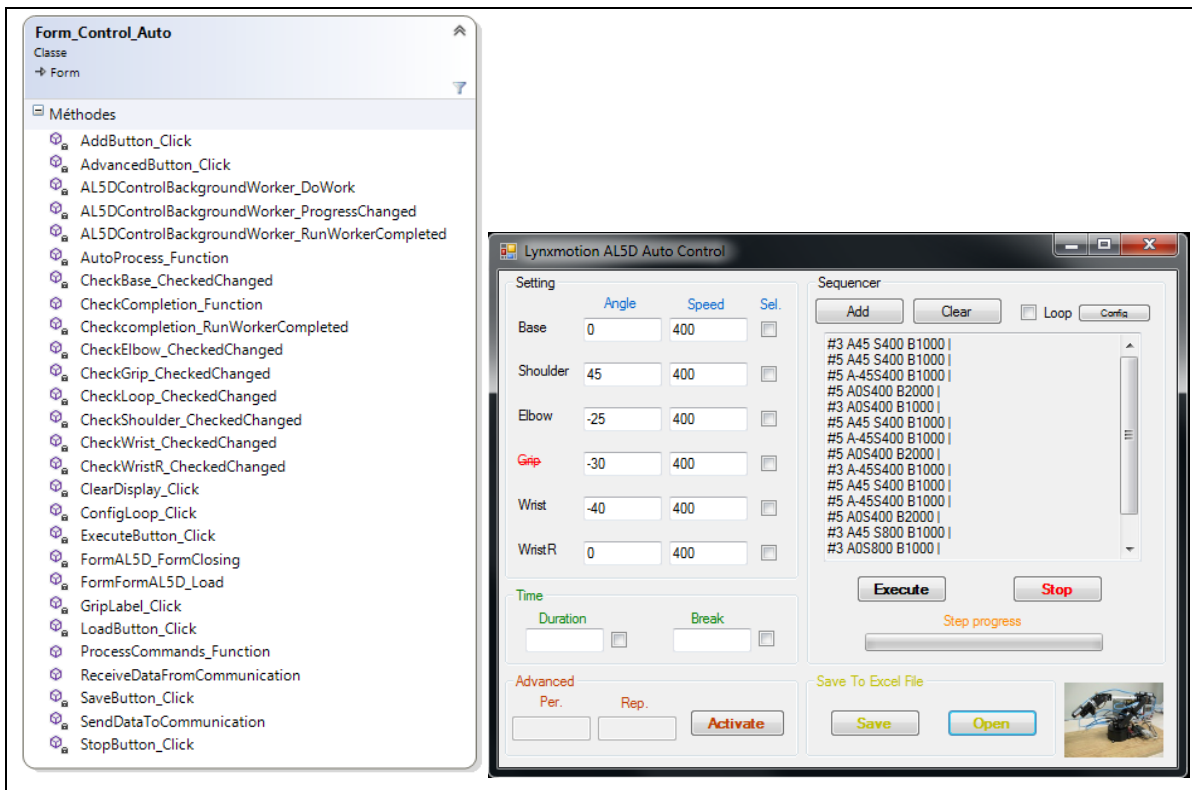 Form_Control_Auto
Classe
Form
Méthodes
AddButton_Click
AdvancedButton_Click
AL5DControlBackgroundWorker_DoWork
AL5DControlBackgroundWorker_ProgressChanged
AL5DControlBackgroundWorker_RunWorkerCompleted
AutoProcess_Function
CheckBase_CheckedChanged
CheckCompletion_Function
Checkcompletion_RunWorkerCompleted
CheckElbow_CheckedChanged
CheckGrip_CheckedChanged
CheckLoop_CheckedChanged
CheckShoulder_CheckedChanged
CheckWrist_CheckedChanged
CheckWristR_CheckedChanged
ClearDisplay_Click
ConfigLoop_Click
ExecuteButton_Click
FormAL5D_FormClosing
FormFormAL5D_Load
GripLabel_Click
LoadButton_Click
ProcessCommands_Function
ReceiveDataFromCommunication
SaveButton_Click
SendDataToCommunication
StopButton_Click
Lynxmotion AL5D Auto Control
Setting
Angle Speed Sel.
Base 0 400
Shoulder 45 400
Elbow -25 400
Grip -30 400
Wrist -40 400
WristR 0 400
Time
Duration Break
Advanced
Per. Rep.
Activate
Sequencer
Add Clear Loop Config
#3 A45 S400 B1000 |
#5 A45 S400 B1000 |
#5 A-45S400 B1000 |
#5 A0S400 B2000 |
#3 A0S400 B1000 |
#5 A45 S400 B1000 |
#5 A-45S400 B1000 |
#5 A0S400 B2000 |
#3 A-45S400 B1000 |
#5 A45 S400 B1000 |
#5 A-45S400 B1000 |
#5 A0S400 B2000 |
#3 A45 S800 B1000 |
#3 A0S800 B1000 |
Execute Stop
Step progress
Save To Excel File
Save Open